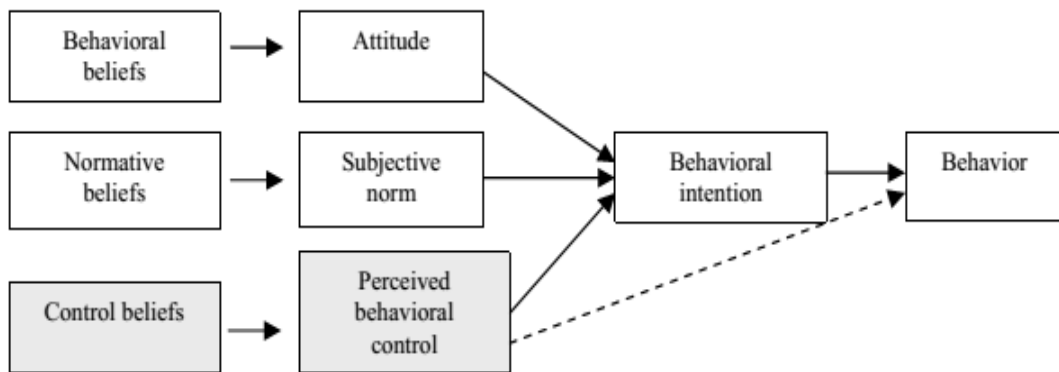 Behavioral
beliefs
Attitude
Normative
beliefs
Subjective
norm
Behavioral
intention
Behavior
Control beliefs
Perceived
behavioral
control